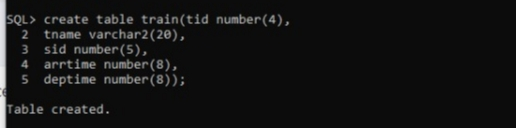 SQL> create table train(tid number(4),
2 tname varchar2(20),
3 sid number(5),
4 arrtime number(8),
5 deptime number(8));
Table created.